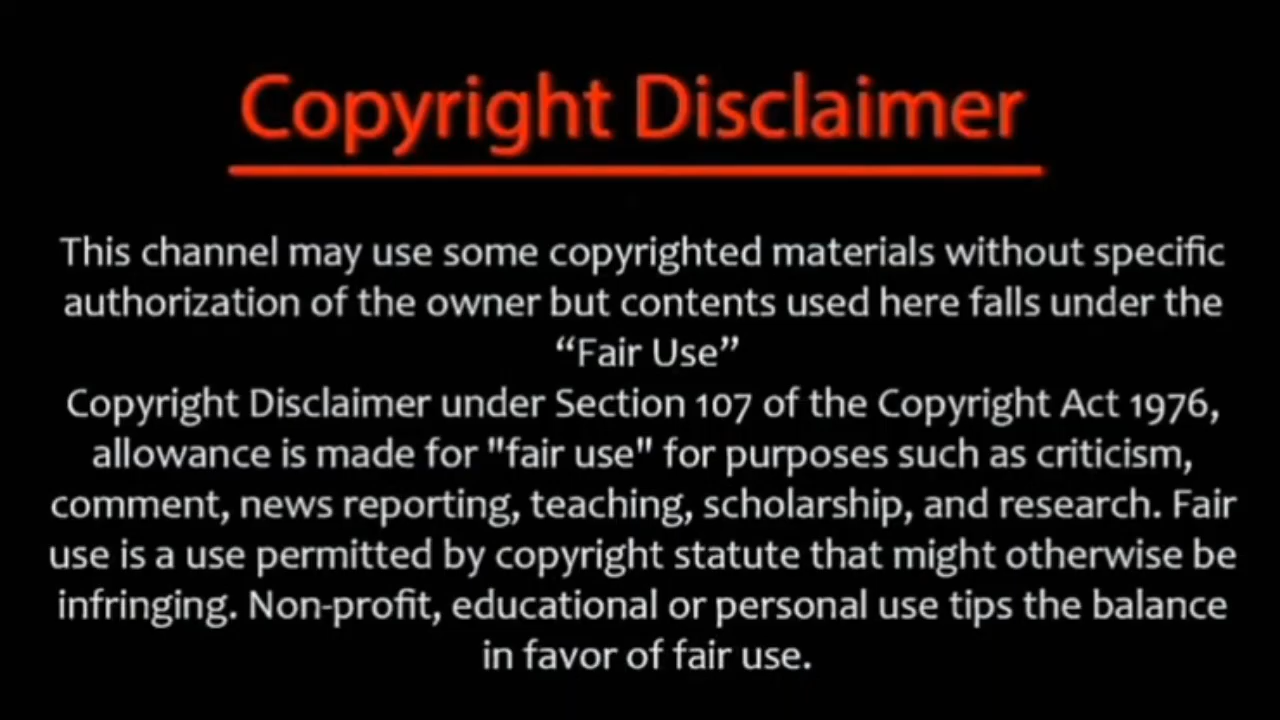 Copyright Disclaimer
This channel may use some copyrighted materials without specific
authorization of the owner but contents used here falls under the
“Fair Use”
Copyright Disclaimer under Section 107 of the Copyright Act 1976,
allowance is made for "fair use" for purposes such as criticism,
comment, news reporting, teaching, scholarship, and research. Fair
use is a use permitted by copyright statute that might otherwise be
infringing. Non-profit, educational or personal use tips the balance
in favor of fair use.